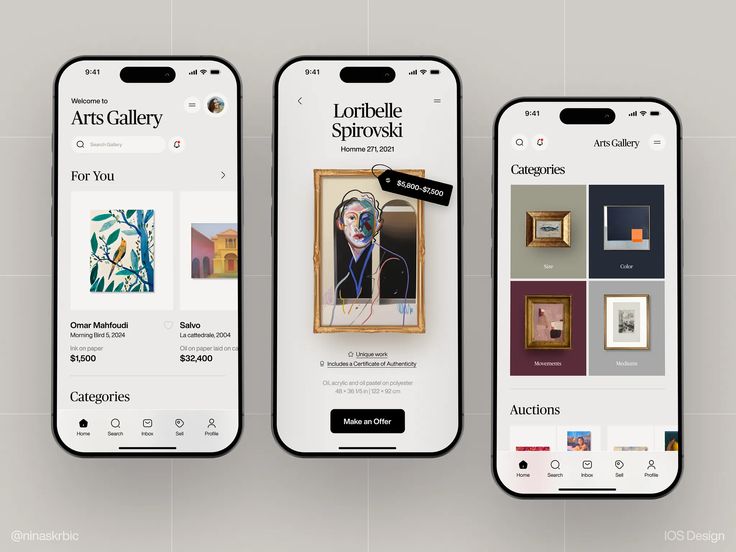 9:41
Welcome to
Arts Gallery
Search Gallery
For You
Omar Mahfoudi
Morning Bird 5, 2024
Ink on paper
$1,500
Salvo
La cattedrale, 2004
Oil on paper laid on ca
$32,400
Categories
Home
Search
Inbox
Sell
Profile
9:41
Loribelle
Spirovski
Homme 271, 2021
$5,800–$7,500
Unique work
Includes a Certificate of Authenticity
Oil, acrylic and oil pastel on polyester
48 × 36 1/5 in | 122 × 92 cm
Make an Offer
9:41
Arts Gallery
Categories
Size
Color
Movements
Mediums
Auctions
Home
Search
Inbox
Sell
Profile
@ninaskrbic
IOS Design